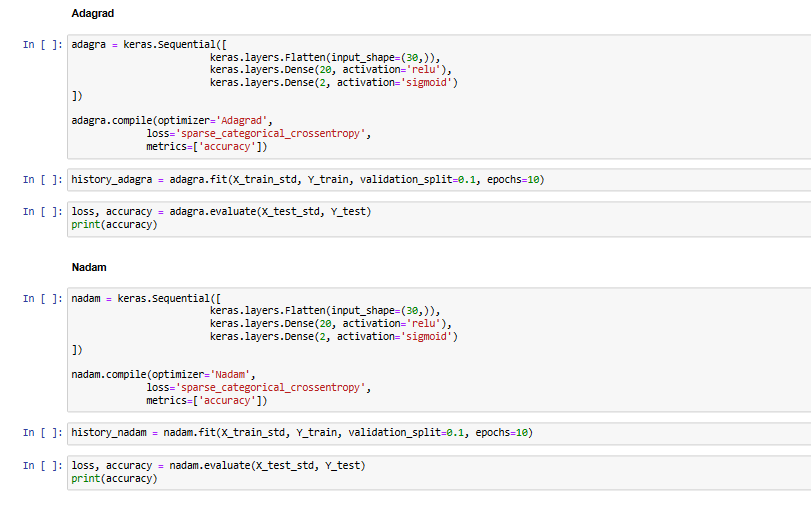 Adagrad
In [ ]: adagra = keras.Sequential([
keras.layers.Flatten(input_shape=(30,)),
keras.layers.Dense(20, activation='relu'),
keras.layers.Dense(2, activation='sigmoid')
])
adagra.compile(optimizer='Adagrad',
loss='sparse_categorical_crossentropy',
metrics=['accuracy'])
In [ ]: history_adagra = adagra.fit(X_train_std, Y_train, validation_split=0.1, epochs=10)
In [ ]: loss, accuracy = adagra.evaluate(X_test_std, Y_test)
print(accuracy)
Nadam
In [ ]: nadam = keras.Sequential([
keras.layers.Flatten(input_shape=(30,)),
keras.layers.Dense(20, activation='relu'),
keras.layers.Dense(2, activation='sigmoid')
])
nadam.compile(optimizer='Nadam',
loss='sparse_categorical_crossentropy',
metrics=['accuracy'])
In [ ]: history_nadam = nadam.fit(X_train_std, Y_train, validation_split=0.1, epochs=10)
In [ ]: loss, accuracy = nadam.evaluate(X_test_std, Y_test)
print(accuracy)